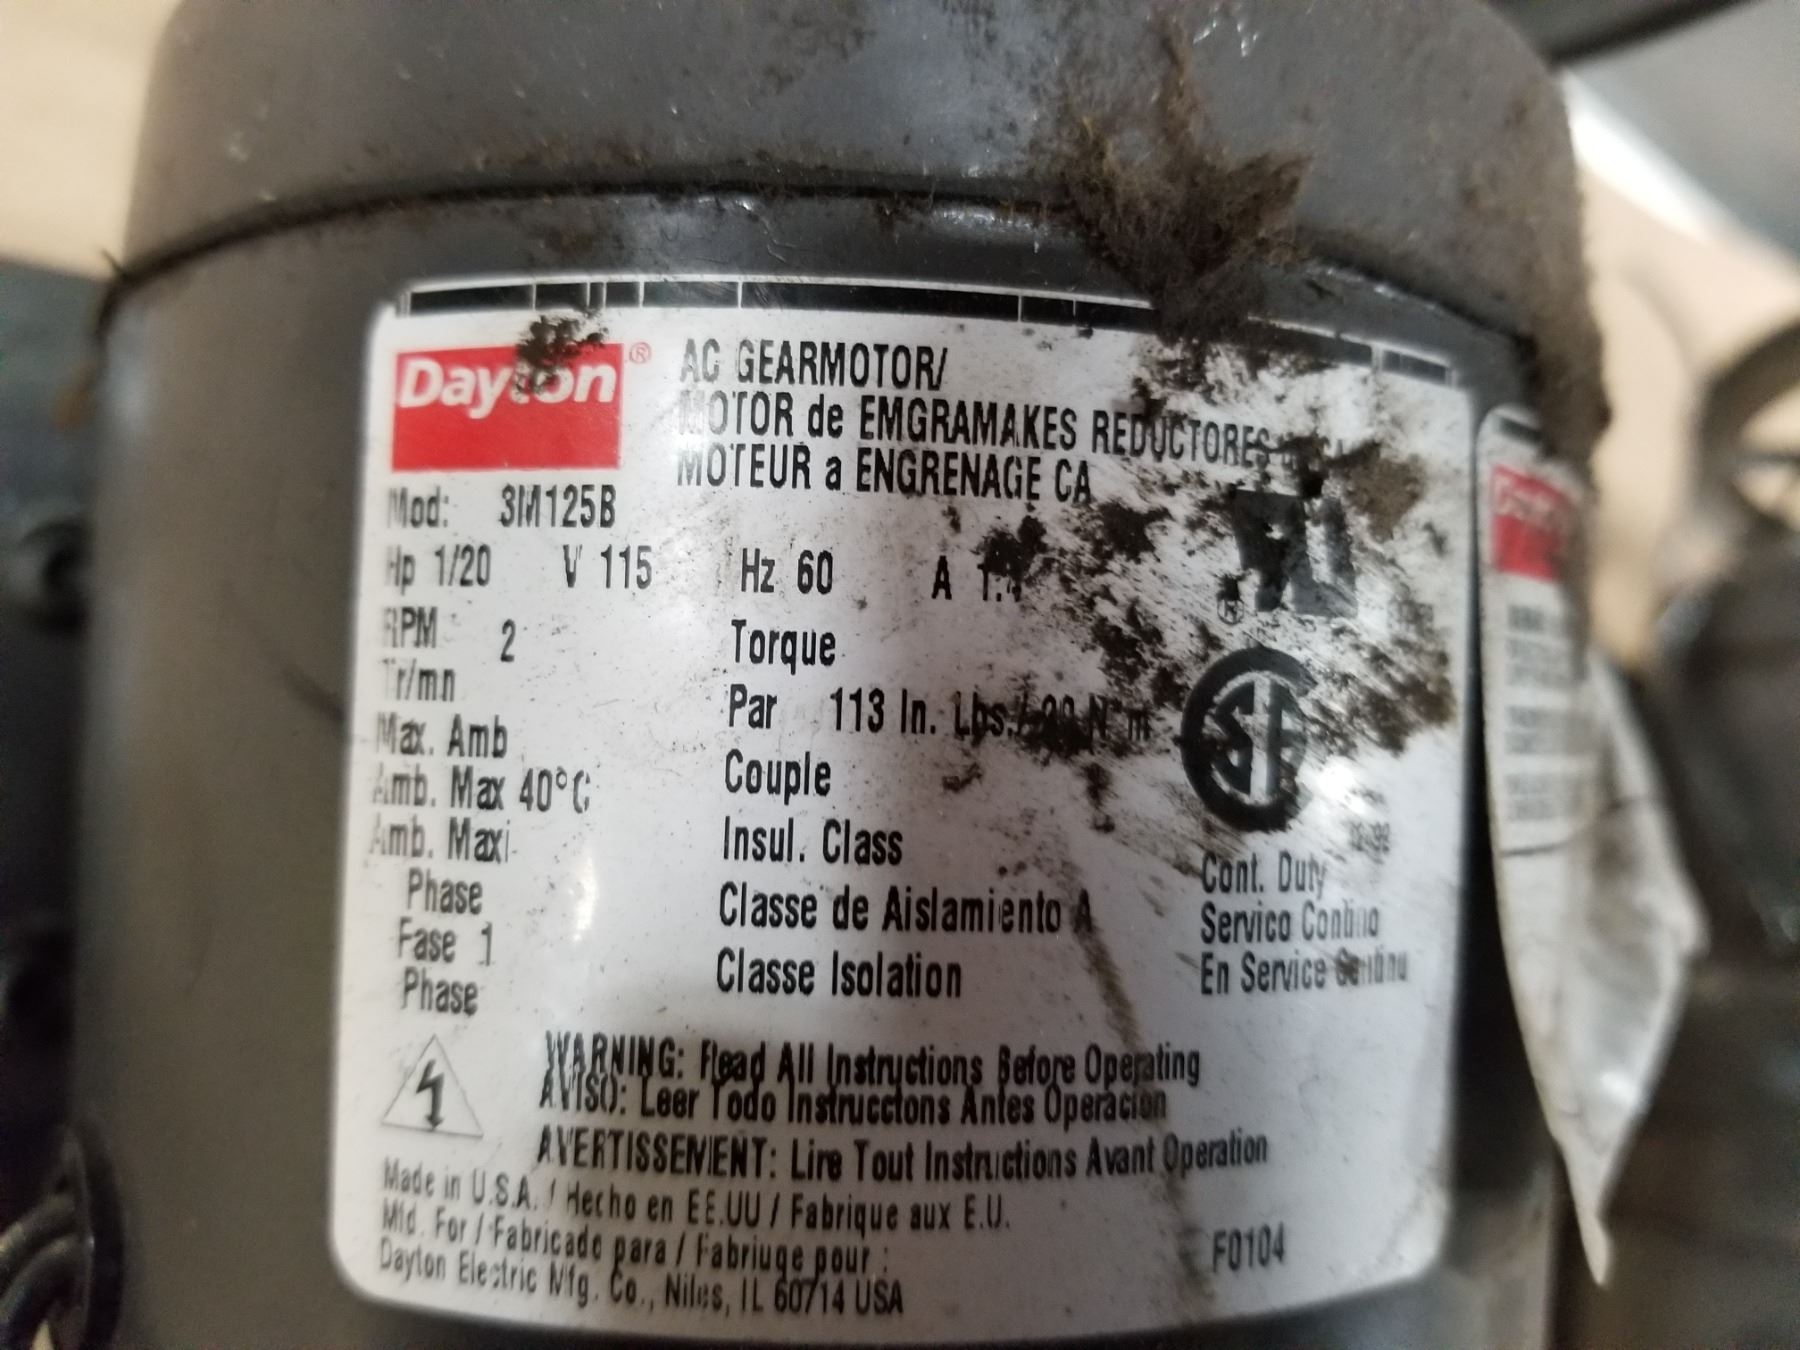 Dayton®
AC GEARMOTOR/
MOTOR de EMGRAMAKES REDUCTORES
MOTEUR a ENGRENAGE CA
Mod: 3M125B
Hp 1/20 V 115 Hz 60 A
RPM 2
Tr/mn
Torque
Par 113 In. Lbs./ N*m
Couple
Max. Amb
Amb. Max 40°C
Amb. Maxi
Insul. Class
Classe de Aislamiento A
Classe Isolation
Phase
Fase 1
Phase
Cont. Duty
Servico Contino
En Service
WARNING: Read All Instructions Before Operating
AVISO: Leer Todo Instrucctons Antes Operacion
AVERTISSEMENT: Lire Tout Instructions Avant Operation
Made in U.S.A. / Hecho en EE.UU / Fabrique aux E.U.
Mfd. For / Fabricado para / Fabriuge pour :
Dayton Electric Mfg. Co., Niles, IL 60714 USA
F0104